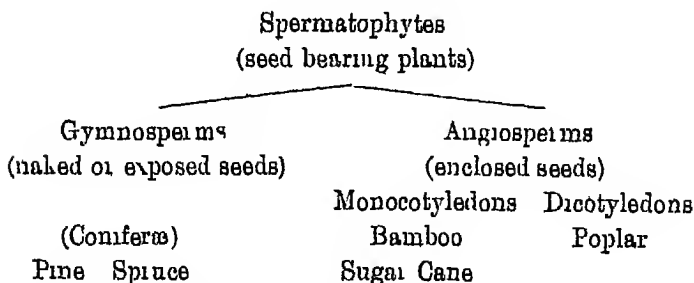 Spermatophytes
(seed bearing plants)
Gymnosperms Angiosperms
(naked or exposed seeds) (enclosed seeds)
Monocotyledons Dicotyledons
(Coniferæ) Bamboo Poplar
Pine Spruce Sugar Cane